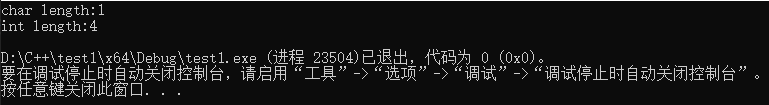 char length:1
int length:4
D:\C++\test1\x64\Debug\test1.exe (进程 23504)已退出，代码为 0 (0x0)。
要在调试停止时自动关闭控制台，请启用“工具”->“选项”->“调试”->“调试停止时自动关闭控制台”。
按任意键关闭此窗口. . .